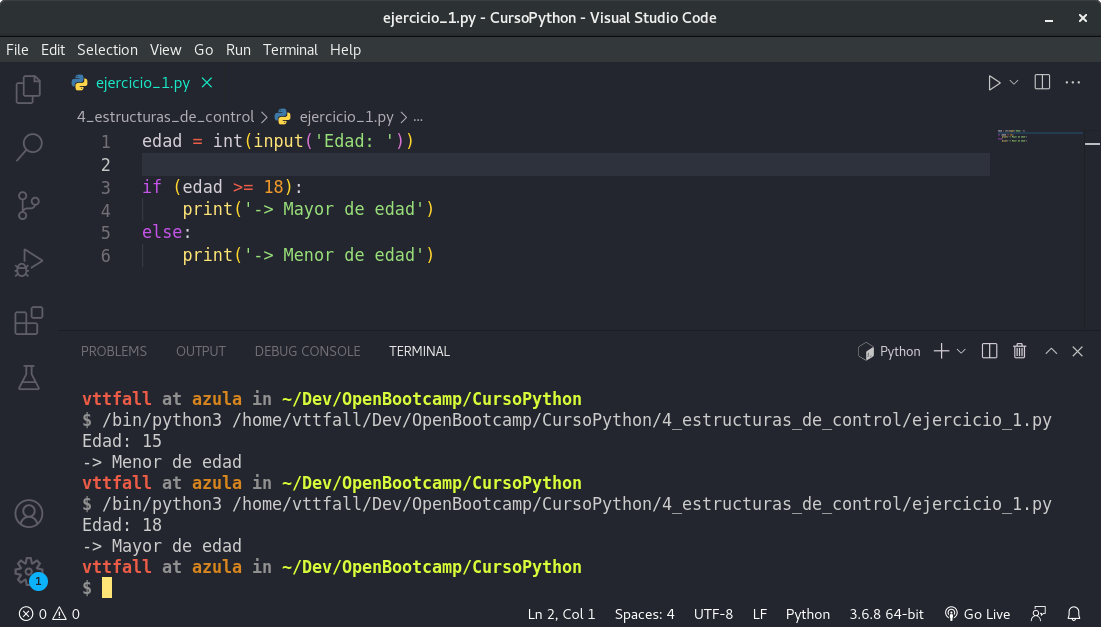 ejercicio_1.py - CursoPython - Visual Studio Code
File Edit Selection View Go Run Terminal Help
ejercicio_1.py
4_estructuras_de_control > ejercicio_1.py > ...
1 edad = int(input('Edad: '))
2
3 if (edad >= 18):
4 print('-> Mayor de edad')
5 else:
6 print('-> Menor de edad')
PROBLEMS OUTPUT DEBUG CONSOLE TERMINAL Python
vttfall at azula in ~/Dev/OpenBootcamp/CursoPython
$ /bin/python3 /home/vttfall/Dev/OpenBootcamp/CursoPython/4_estructuras_de_control/ejercicio_1.py
Edad: 15
-> Menor de edad
vttfall at azula in ~/Dev/OpenBootcamp/CursoPython
$ /bin/python3 /home/vttfall/Dev/OpenBootcamp/CursoPython/4_estructuras_de_control/ejercicio_1.py
Edad: 18
-> Mayor de edad
vttfall at azula in ~/Dev/OpenBootcamp/CursoPython
$
1
0 0 Ln 2, Col 1 Spaces: 4 UTF-8 LF Python 3.6.8 64-bit Go Live